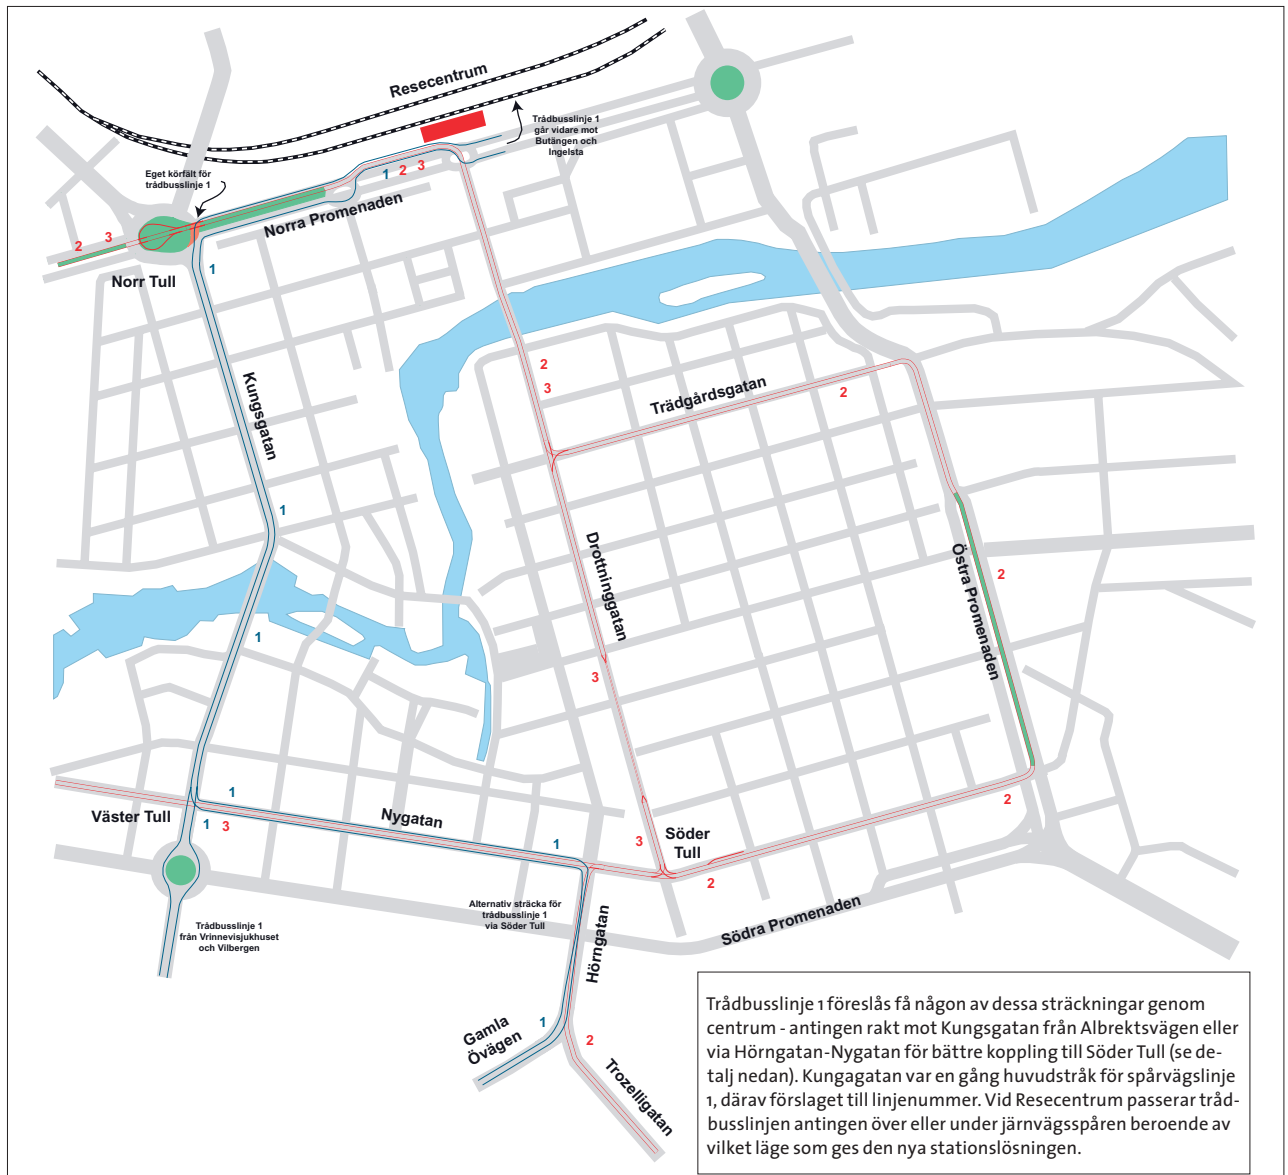 Resecentrum
Trådbusslinje 1
går vidare mot
Butängen och
Ingelsta
Eget körfält för
trådbusslinje 1
1 2 3
Norra Promenaden
2 3
Norr Tull
1
2
3
Kungsgatan
Trädgårdsgatan
2
1
Drottninggatan
Östra Promenaden
2
1
3
1
Väster Tull
1
3
Nygatan
1
3
Söder
Tull
2
2
Alternativ sträcka för
trådbusslinje 1
via Söder Tull
Södra Promenaden
Trådbusslinje 1
från Vrinnevisjukhuset
och Vilbergen
Hörngatan
Gamla
Övägen
1
2
Trozelligatan
Trådbusslinje 1 föreslås få någon av dessa sträckningar genom
centrum - antingen rakt mot Kungsgatan från Albrektsvägen eller
via Hörngatan-Nygatan för bättre koppling till Söder Tull (se de-
talj nedan). Kungagatan var en gång huvudstråk för spårvägslinje
1, därav förslaget till linjenummer. Vid Resecentrum passerar tråd-
busslinjen antingen över eller under järnvägsspåren beroende av
vilket läge som ges den nya stationslösningen.